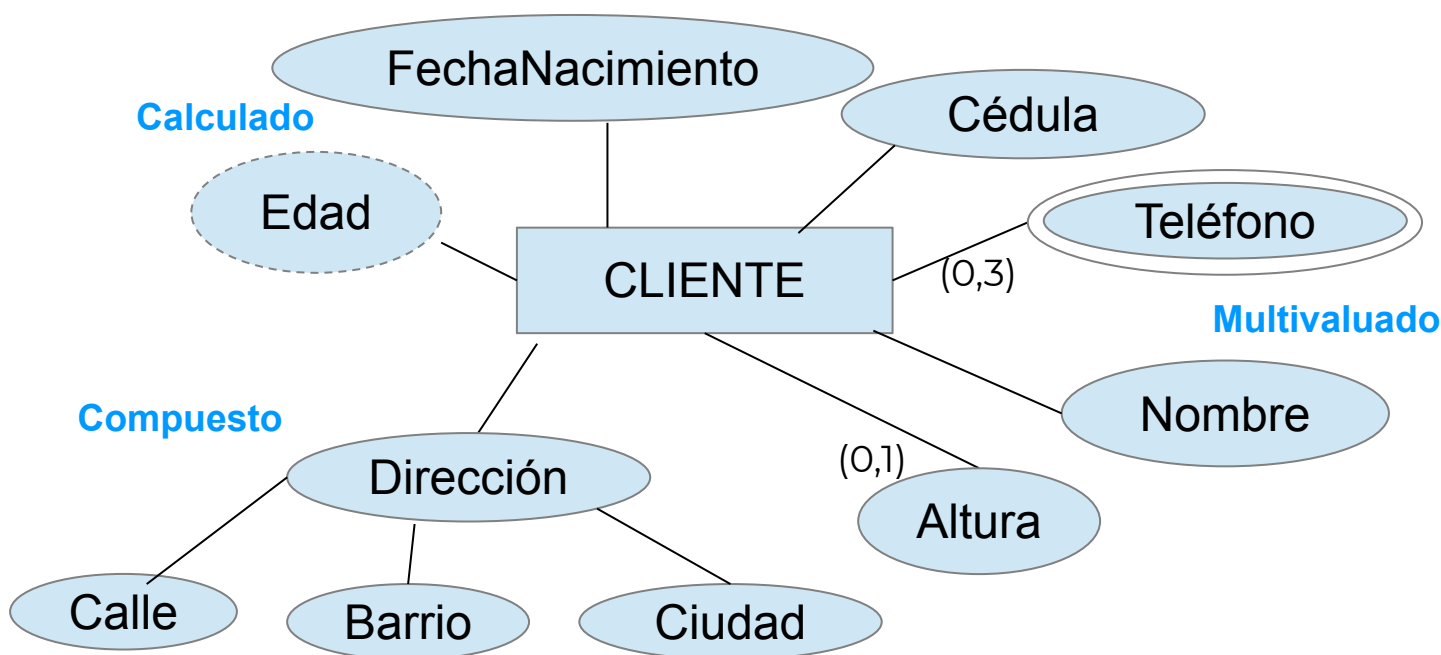 FechaNacimiento
Calculado
Cédula
Edad
Teléfono
CLIENTE
(0,3)
Multivaluado
Compuesto
Nombre
(0,1)
Dirección
Altura
Calle
Barrio
Ciudad